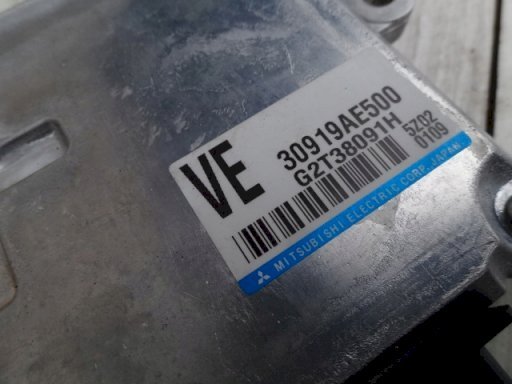 VE
30919AE500
G2T38091H
5Z02
0109
MITSUBISHI ELECTRIC CORP. JAPAN